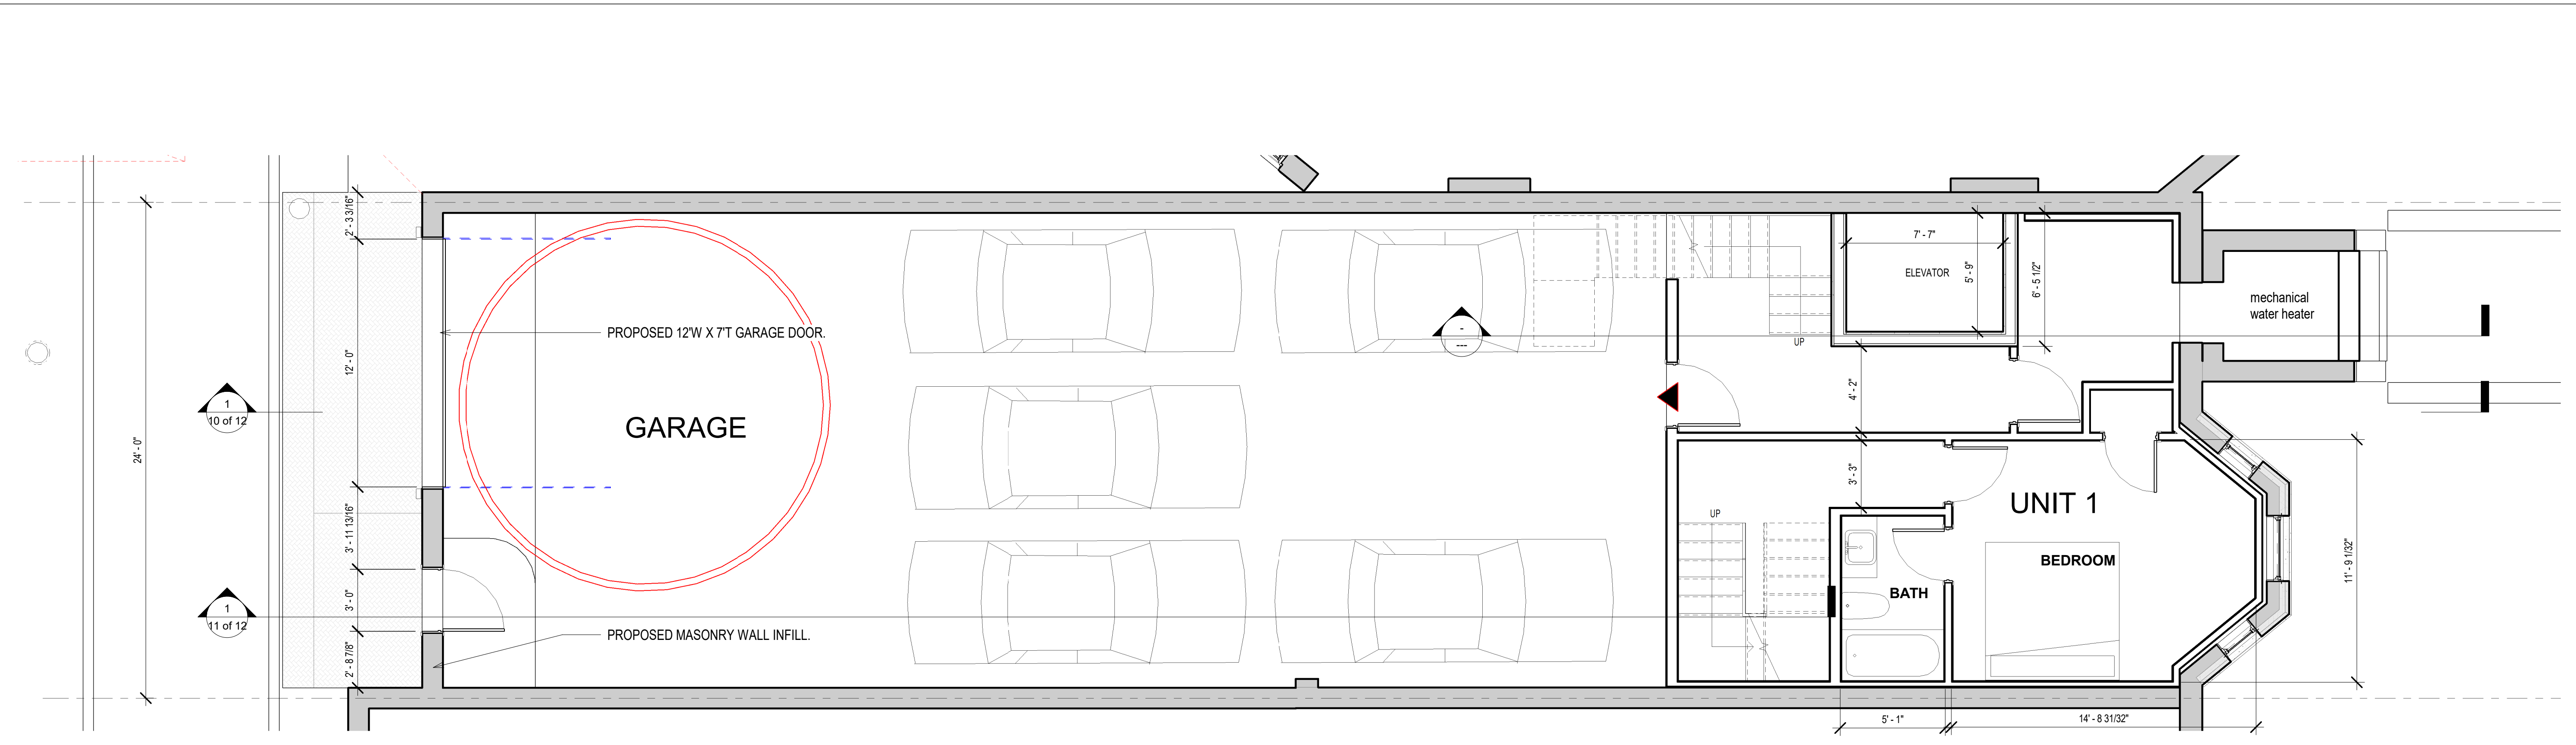 2' - 3 3/16"
7' - 7"
ELEVATOR
5' - 9"
6' - 5 1/2"
mechanical
water heater
PROPOSED 12'W X 7'T GARAGE DOOR.
-
---
UP
12' - 0"
4' - 2"
1
10 of 12
GARAGE
24' - 0"
3' - 3"
UNIT 1
UP
3' - 11 13/16"
BEDROOM
11' - 9 1/32"
BATH
3' - 0"
1
11 of 12
PROPOSED MASONRY WALL INFILL.
2' - 8 7/8"
5' - 1"
14' - 8 31/32"